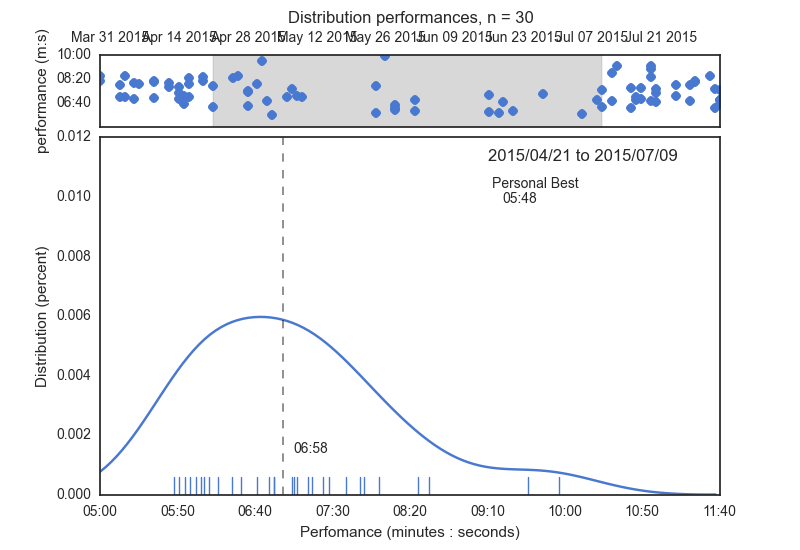 Distribution performances, n = 30
Mar 31 2015 Apr 14 2015 Apr 28 2015 May 12 2015 May 26 2015 Jun 09 2015 Jun 23 2015 Jul 07 2015 Jul 21 2015
performance (m:s)
10:00
08:20
06:40
Distribution (percent)
0.012
0.010
0.008
0.006
0.004
0.002
0.000
2015/04/21 to 2015/07/09
Personal Best
05:48
06:58
05:00 05:50 06:40 07:30 08:20 09:10 10:00 10:50 11:40
Perfomance (minutes : seconds)